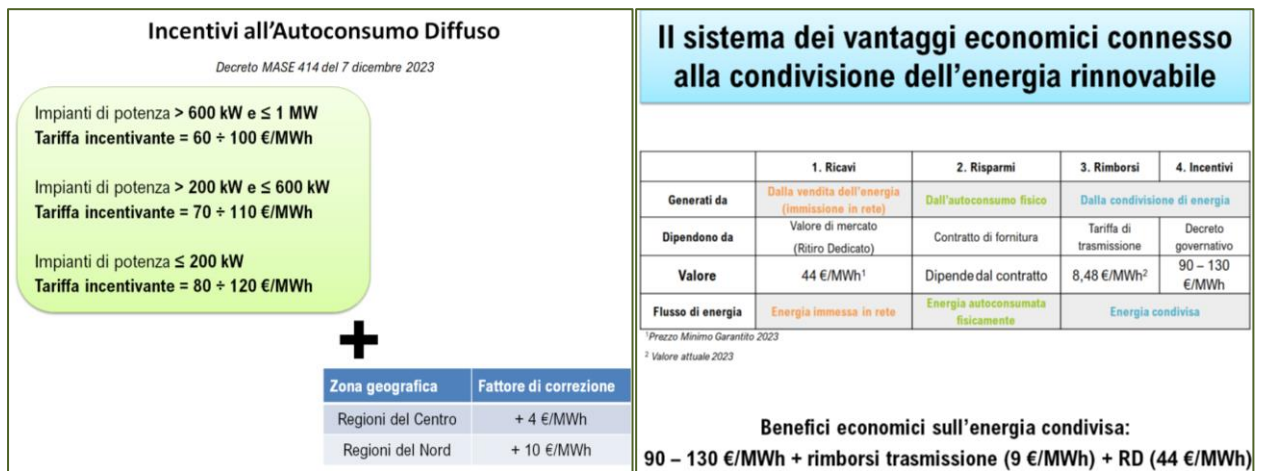 Incentivi all'Autoconsumo Diffuso
Decreto MASE 414 del 7 dicembre 2023
Impianti di potenza > 600 kW e ≤ 1 MW
Tariffa incentivante = 60 ÷ 100 €/MWh
Impianti di potenza > 200 kW e ≤ 600 kW
Tariffa incentivante = 70 ÷ 110 €/MWh
Impianti di potenza ≤ 200 kW
Tariffa incentivante = 80 ÷ 120 €/MWh
+
Zona geografica Fattore di correzione
Regioni del Centro + 4 €/MWh
Regioni del Nord + 10 €/MWh
Il sistema dei vantaggi economici connesso
alla condivisione dell'energia rinnovabile
1. Ricavi 2. Risparmi 3. Rimborsi 4. Incentivi
Generati da Dalla vendita dell'energia (immissione in rete) Dall'autoconsumo fisico Dalla condivisione di energia
Dipendono da Valore di mercato (Ritiro Dedicato) Contratto di fornitura Tariffa di trasmissione Decreto governativo
Valore 44 €/MWh¹ Dipende dal contratto 8,48 €/MWh² 90 – 130 €/MWh
Flusso di energia Energia immessa in rete Energia autoconsumata fisicamente Energia condivisa
¹Prezzo Minimo Garantito 2023
² Valore attuale 2023
Benefici economici sull'energia condivisa:
90 – 130 €/MWh + rimborsi trasmissione (9 €/MWh) + RD (44 €/MWh)